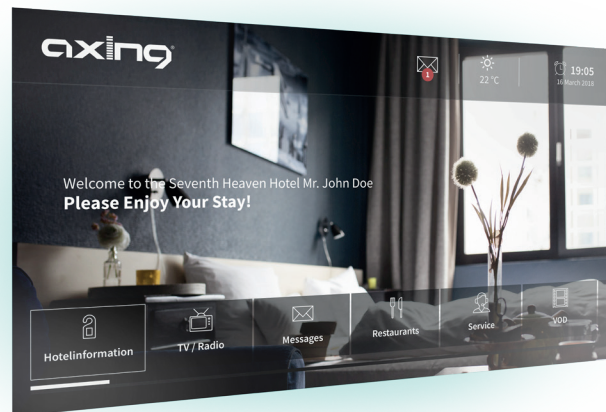 axing
1
22 °C
19:05
16 March 2018
Welcome to the Seventh Heaven Hotel Mr. John Doe
Please Enjoy Your Stay!
Hotelinformation
TV / Radio
Messages
Restaurants
Service
VOD